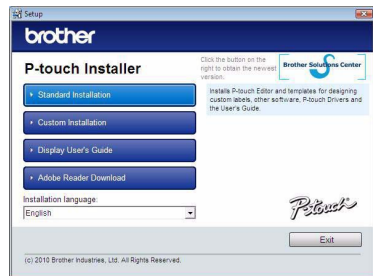 Setup
brother
P-touch Installer
Click the button on the
right to obtain the newest
version.
Brother Solutions Center
Standard Installation
Custom Installation
Display User's Guide
Adobe Reader Download
Installs P-touch Editor and templates for designing
custom labels, other software, P-touch Drivers and
the User's Guide.
Installation language:
English
P-touch
Exit
(c) 2010 Brother Industries, Ltd. All Rights Reserved.